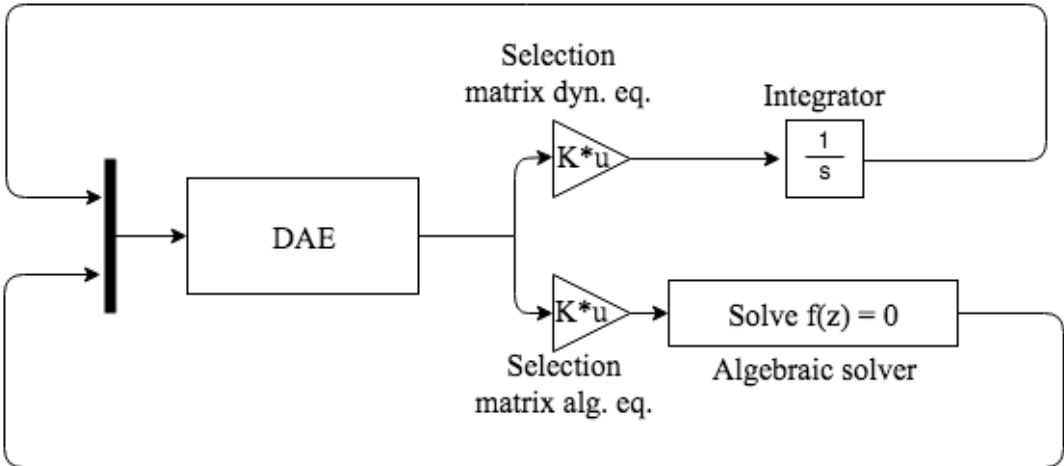 Selection
matrix dyn. eq.
Integrator
K*u
1
s
DAE
K*u
Solve f(z) = 0
Selection
matrix alg. eq.
Algebraic solver